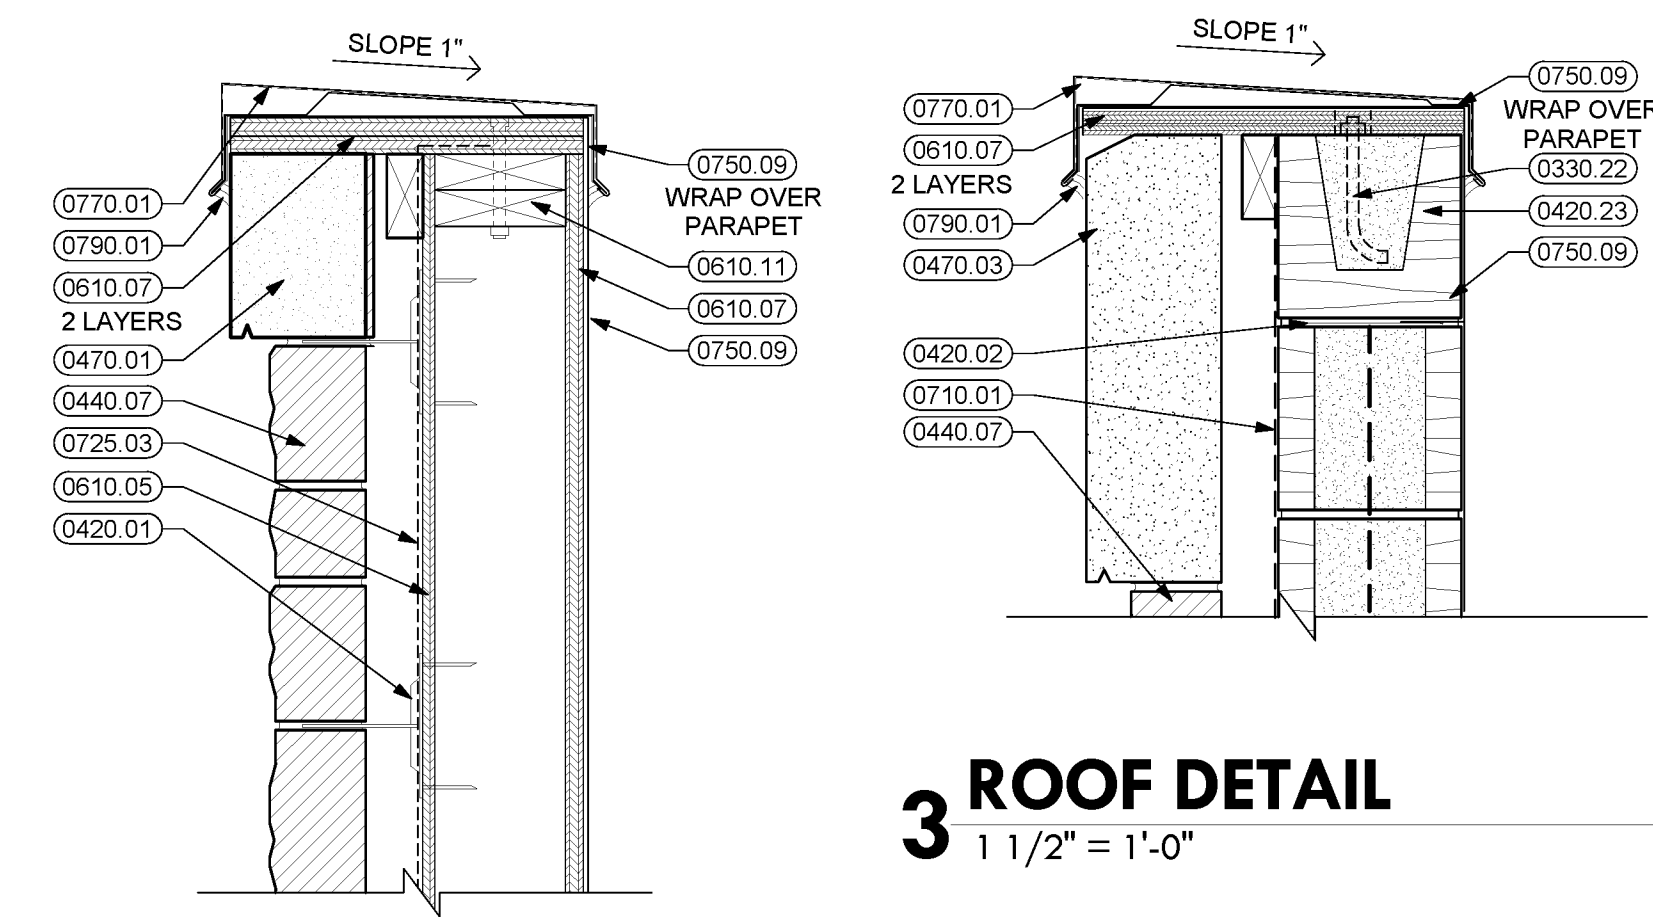 SLOPE 1"
0770.01
0790.01
0610.07
2 LAYERS
0470.01
0440.07
0725.03
0610.05
0420.01
0750.09
WRAP OVER
PARAPET
0610.11
0610.07
0750.09
SLOPE 1"
0770.01
0610.07
2 LAYERS
0790.01
0470.03
0420.02
0710.01
0440.07
0750.09
WRAP OVER
PARAPET
0330.22
0420.23
0750.09
3 ROOF DETAIL
1 1/2" = 1'-0"